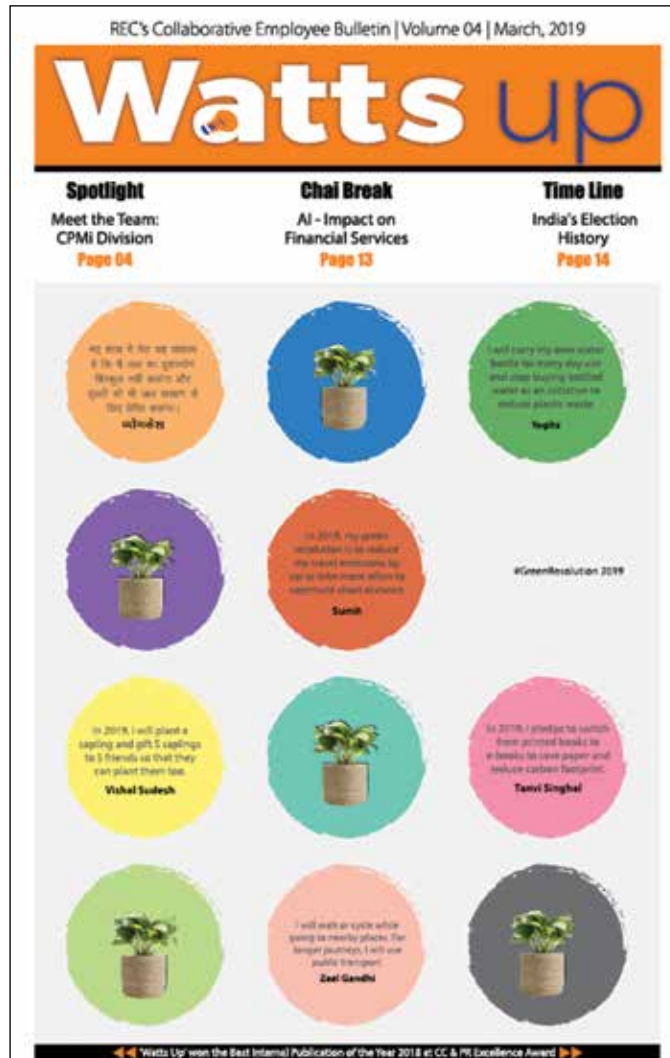 REC's Collaborative Employee Bulletin | Volume 04 | March, 2019
Watts up
Spotlight
Meet the Team:
CPMi Division
Page 04
Chai Break
AI - Impact on
Financial Services
Page 13
Time Line
India's Election
History
Page 14
I will carry my own water
bottle for every day use
and stop buying bottled
water as an initiative to
reduce plastic waste
Yogita
In 2019, my green
resolution is to reduce
my travel emissions by
Sumit
#GreenResolution 2019
In 2019, I will plant a
sapling and gift 5 saplings
to 5 friends so that they
can plant them too.
Vishal Sudesh
In 2019, I pledge to switch
from printed books to
e-books to save paper and
reduce carbon footprint.
Tanvi Singhal
I will walk or cycle while
going to nearby places. For
longer journeys, I will use
public transport
Zeel Gandhi
'Watts Up' won the Best Internal Publication of the Year 2018 at CC & PR Excellence Award